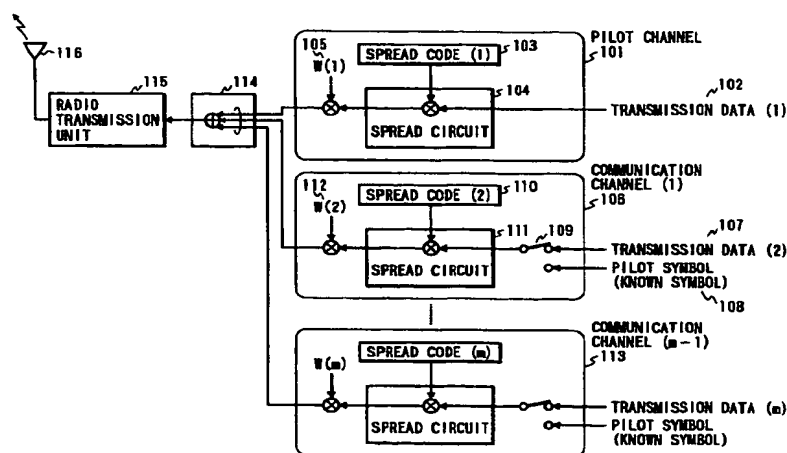 PILOT CHANNEL
101
105
W(1)
SPREAD CODE (1)
103
104
SPREAD CIRCUIT
102
TRANSMISSION DATA (1)
116
115
RADIO
TRANSMISSION
UNIT
114
COMMUNICATION
CHANNEL (1)
106
112
W(2)
SPREAD CODE (2)
110
111
109
SPREAD CIRCUIT
107
TRANSMISSION DATA (2)
PILOT SYMBOL
(KNOWN SYMBOL)
108
COMMUNICATION
CHANNEL (m-1)
113
W(m)
SPREAD CODE (m)
SPREAD CIRCUIT
TRANSMISSION DATA (m)
PILOT SYMBOL
(KNOWN SYMBOL)